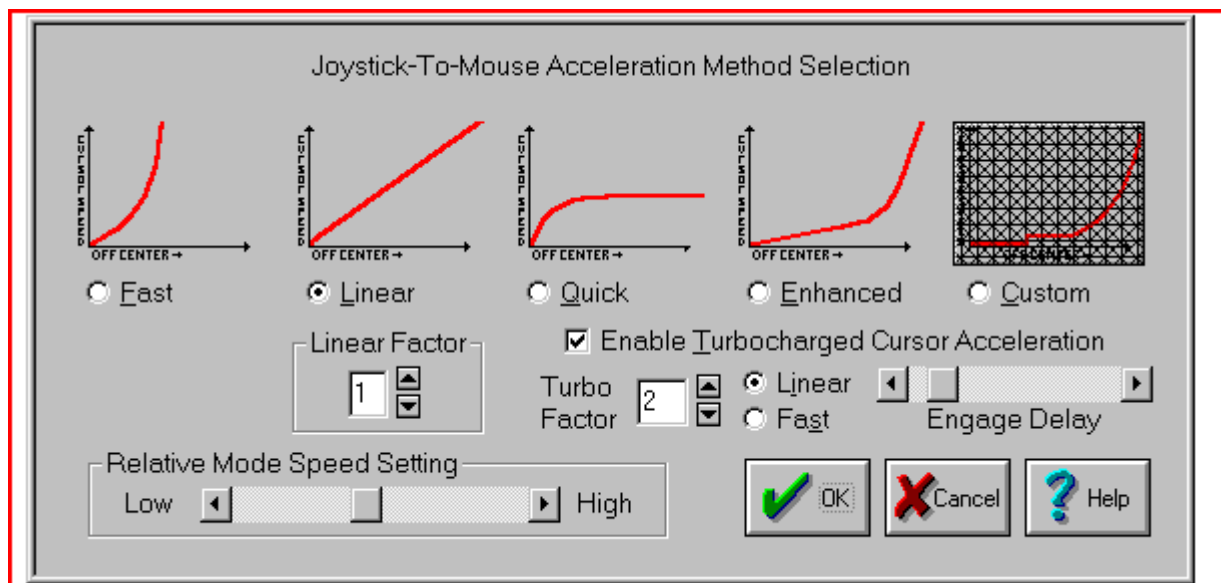 Joystick-To-Mouse Acceleration Method Selection
CURSOR SPEED
CURSOR SPEED
CURSOR SPEED
CURSOR SPEED
OFF CENTER→
OFF CENTER→
OFF CENTER→
OFF CENTER→
Fast
Linear
Quick
Enhanced
Custom
Linear Factor
1
Enable Turbocharged Cursor Acceleration
Turbo Factor
2
Linear
Fast
Engage Delay
Relative Mode Speed Setting
Low
High
OK
Cancel
Help